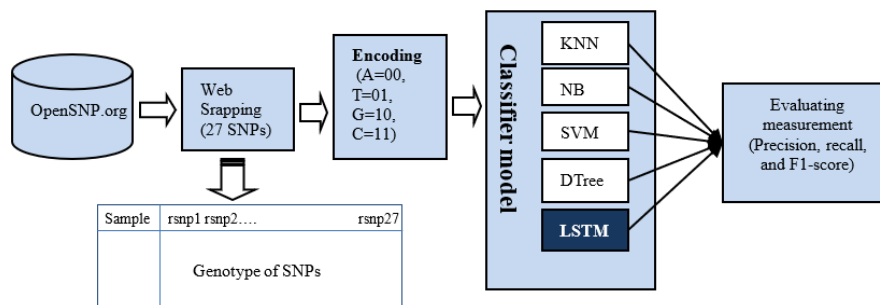 OpenSNP.org
Web
Srapping
(27 SNPs)
Encoding
(A=00,
T=01,
G=10,
C=11)
Classifier model
KNN
NB
SVM
DTree
LSTM
Evaluating
measurement
(Precision, recall,
and F1-score)
Sample rsnp1 rsnp2…. rsnp27
Genotype of SNPs